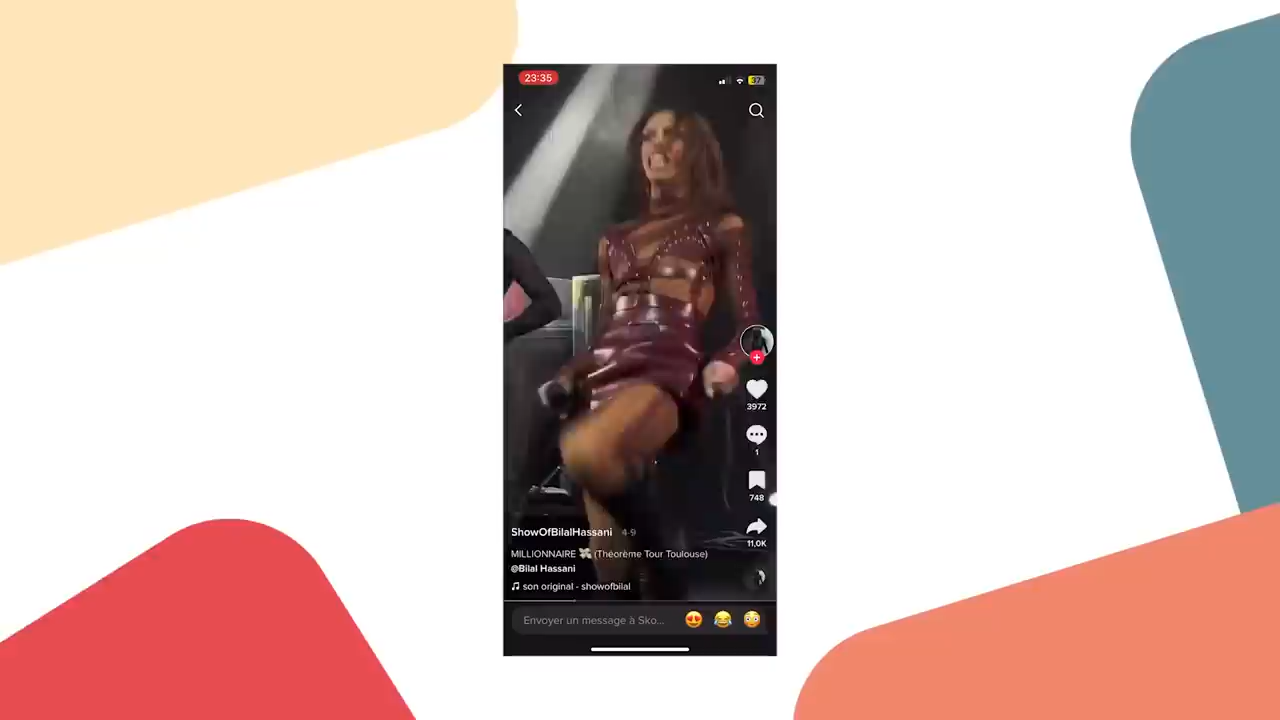 23:35
37
3972
1
748
11,0K
ShowOfBilalHassani 4-9
MILLIONNAIRE 💸 (Théorème Tour Toulouse)
@Bilal Hassani
son original - showofbilal
Envoyer un message à Sko...